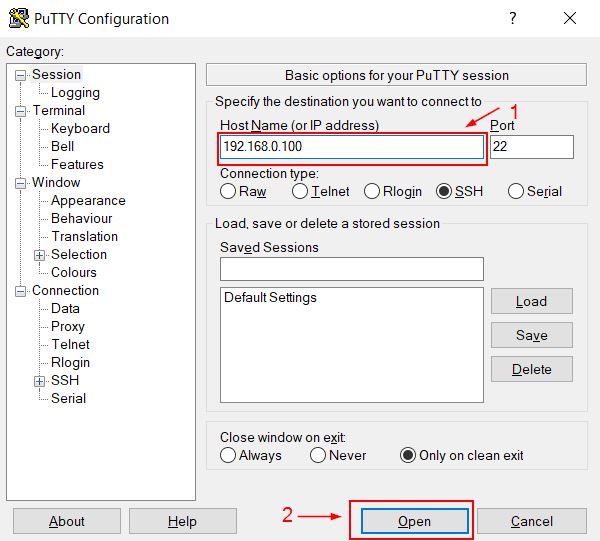 PuTTY Configuration
?
Category:
Session
Logging
Terminal
Keyboard
Bell
Features
Window
Appearance
Behaviour
Translation
Selection
Colours
Connection
Data
Proxy
Telnet
Rlogin
SSH
Serial
Basic options for your PuTTY session
Specify the destination you want to connect to
1
Host Name (or IP address) Port
192.168.0.100 22
Connection type:
Raw Telnet Rlogin SSH Serial
Load, save or delete a stored session
Saved Sessions
Default Settings
Load
Save
Delete
Close window on exit:
Always Never Only on clean exit
2
About Help Open Cancel